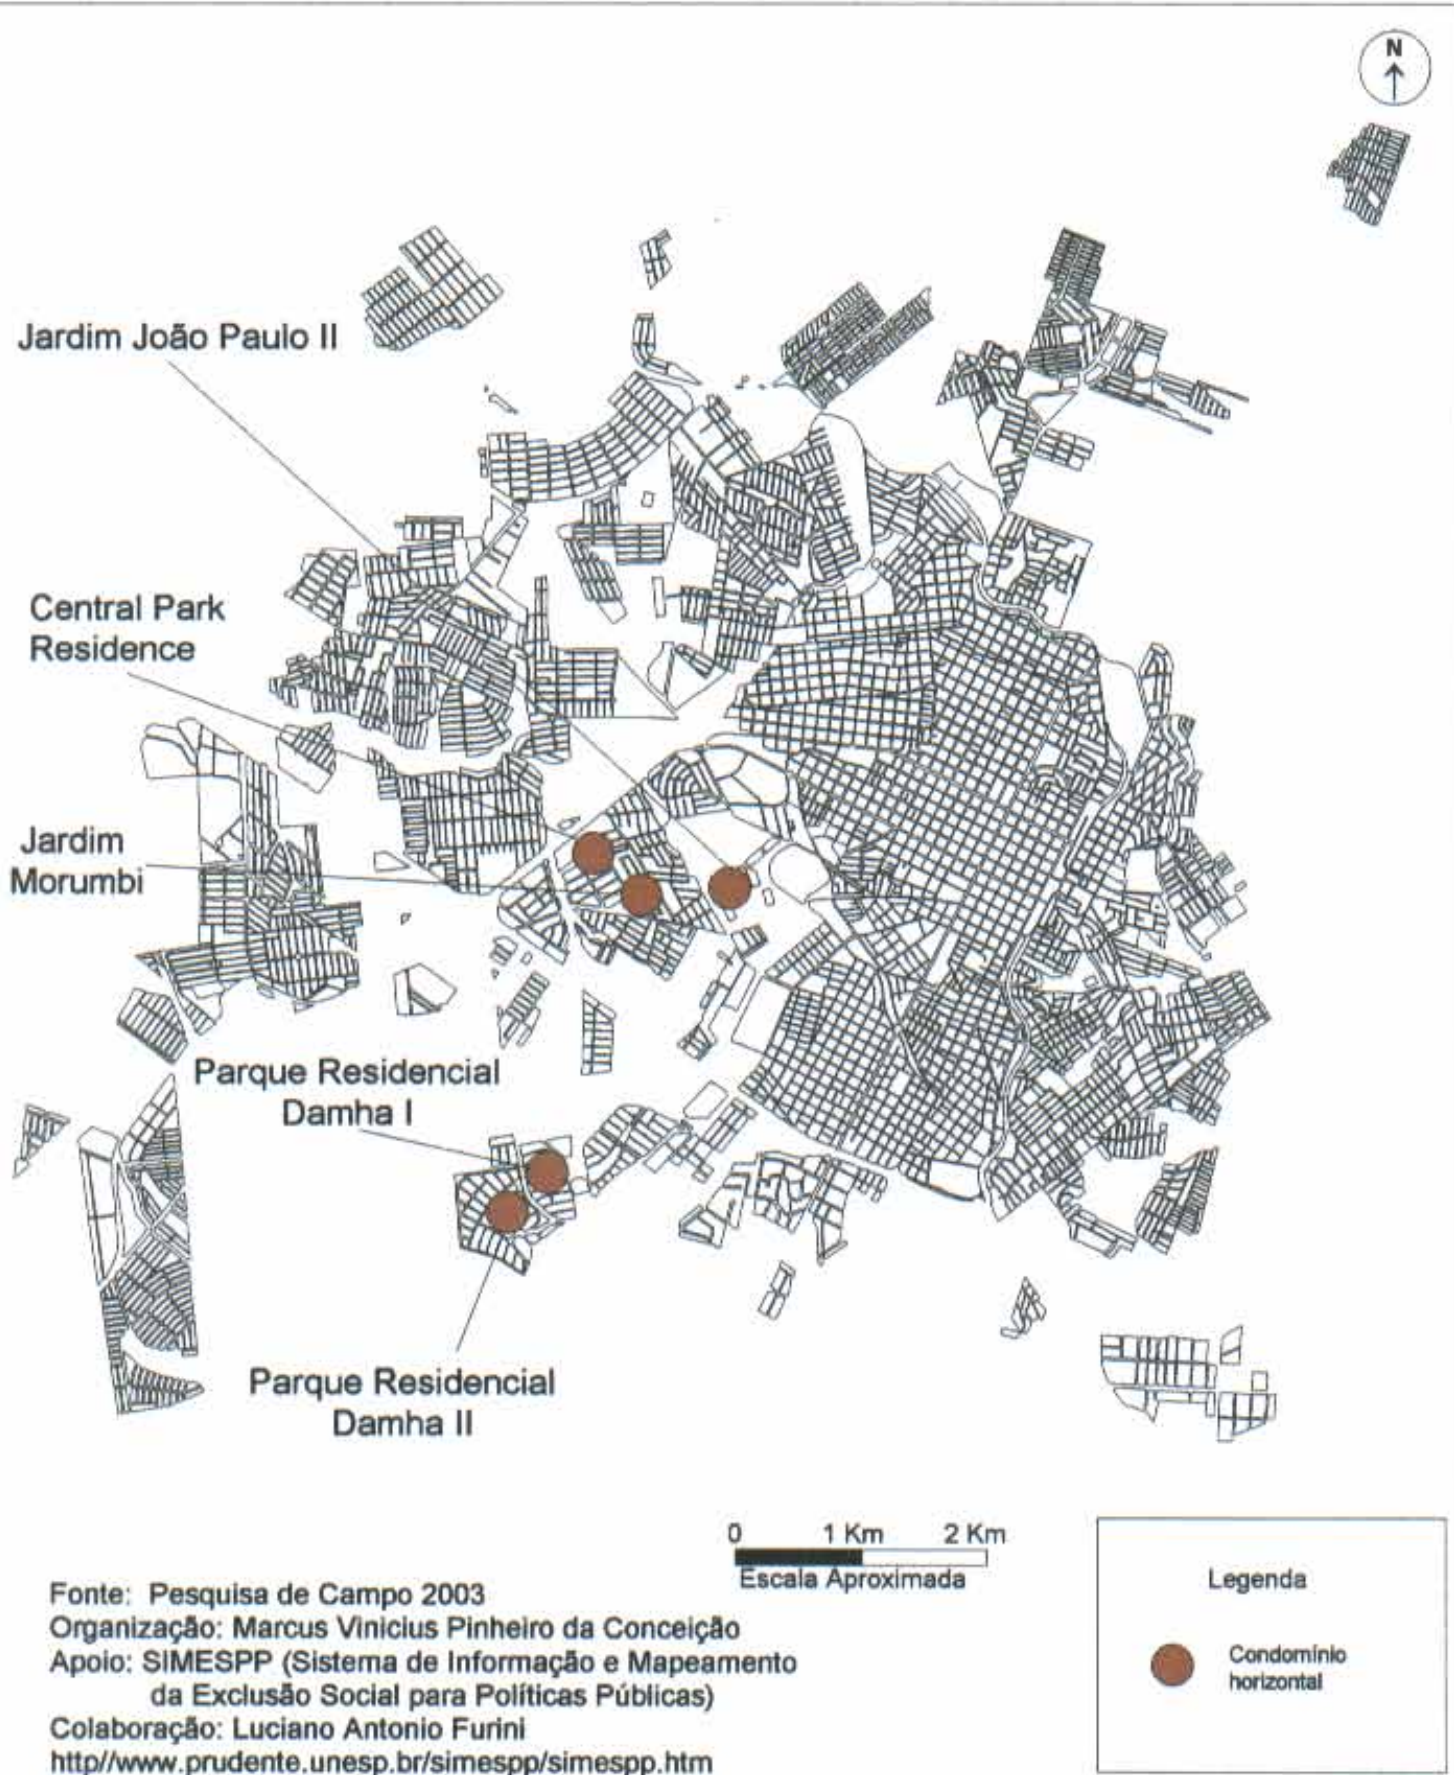 N
Jardim João Paulo II
Central Park
Residence
Jardim
Morumbi
Parque Residencial
Damha I
Parque Residencial
Damha II
0 1 Km 2 Km
Escala Aproximada
Legenda
Condomínio
horizontal
Fonte: Pesquisa de Campo 2003
Organização: Marcus Vinicius Pinheiro da Conceição
Apoio: SIMESPP (Sistema de Informação e Mapeamento
da Exclusão Social para Políticas Públicas)
Colaboração: Luciano Antonio Furini
http//www.prudente.unesp.br/simespp/simespp.htm